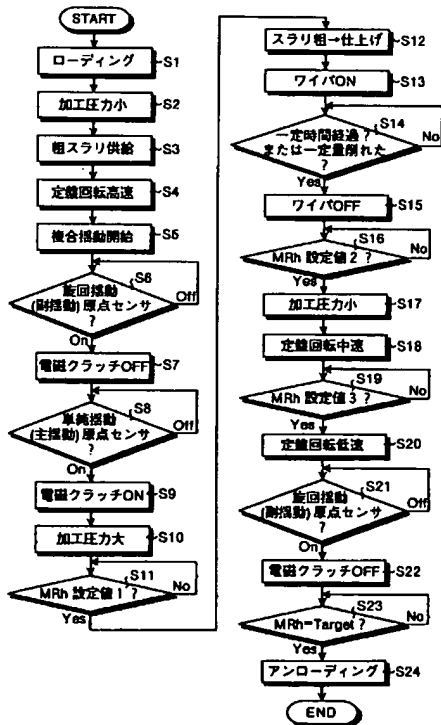 START
ローディング
S1
加工圧力小
S2
粗スラリ供給
S3
定盤回転高速
S4
複合揺動開始
S5
S6
旋回揺動
(副揺動)原点センサ
?
Off
On
電磁クラッチOFF
S7
S8
単純揺動
(主揺動)原点センサ
?
Off
On
電磁クラッチON
S9
加工圧力大
S10
S11
MRh 設定値1 ?
No
Yes
スラリ粗→仕上げ
S12
ワイパON
S13
S14
一定時間経過?
または一定量削れた
?
No
Yes
ワイパOFF
S15
S16
MRh 設定値2 ?
No
Yes
加工圧力小
S17
定盤回転中速
S18
S19
MRh 設定値3 ?
No
Yes
定盤回転低速
S20
S21
旋回揺動
(副揺動)原点センサ
?
Off
On
電磁クラッチOFF
S22
S23
MRh=Target ?
No
Yes
アンローディング
S24
END